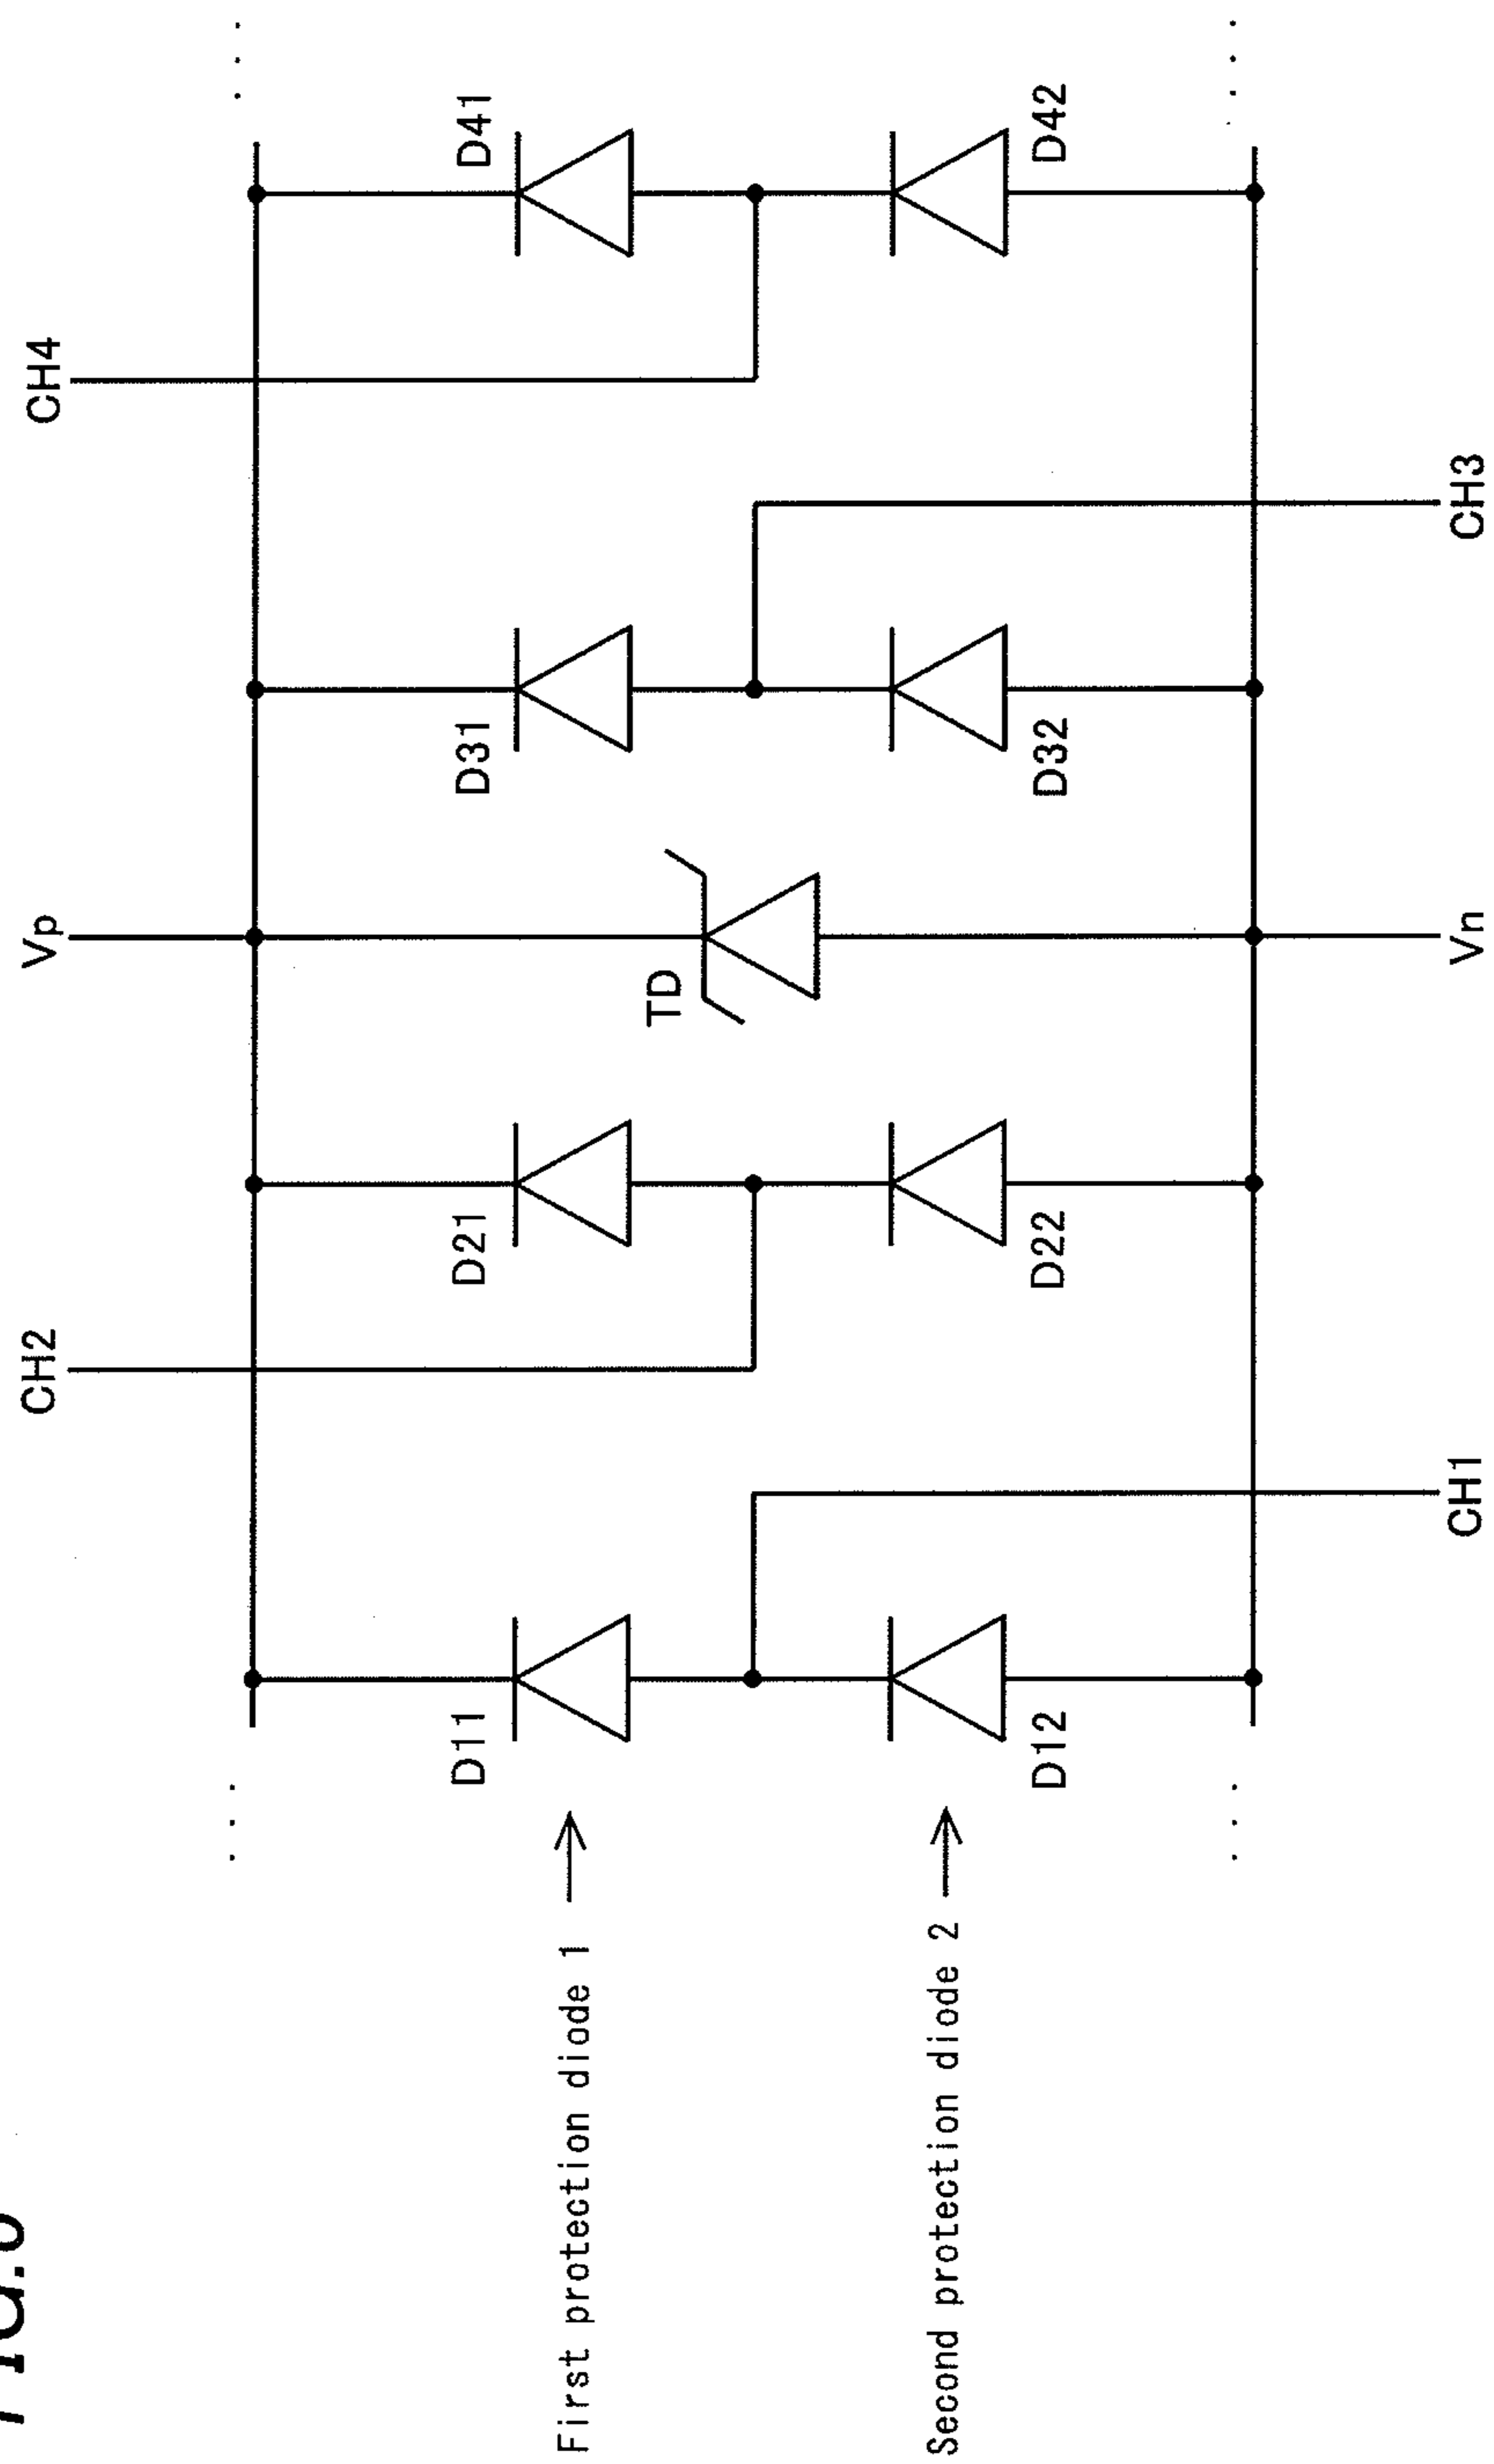 CH2
Vp
CH4
D11
D21
D31
D41
First protection diode 1
TD
Second protection diode 2
D12
D22
D32
D42
CH1
Vn
CH3